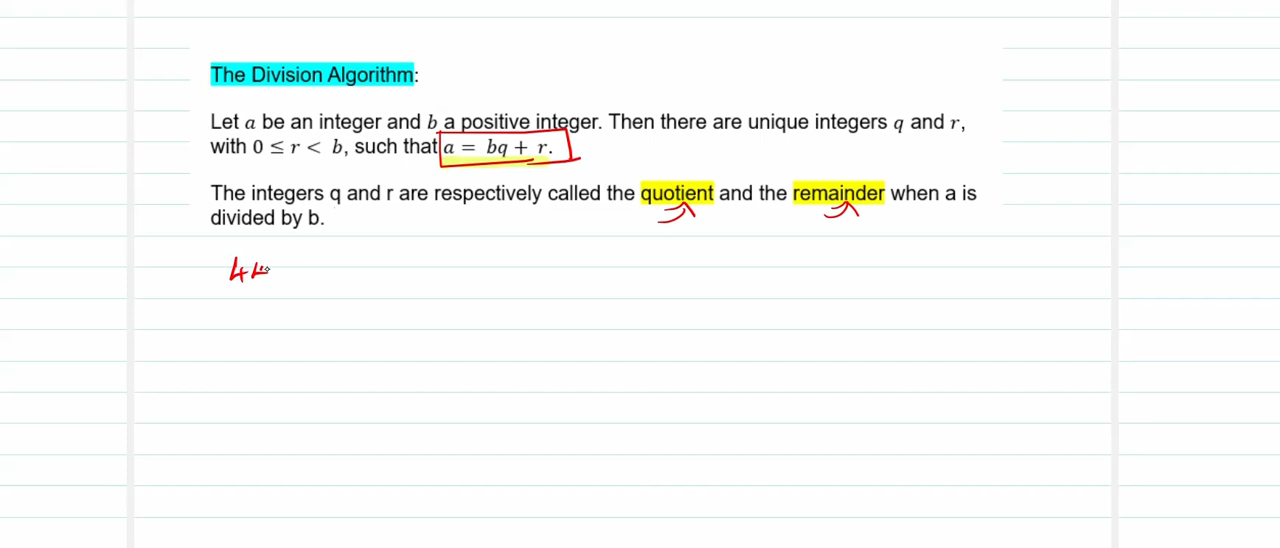 The Division Algorithm:
Let a be an integer and b a positive integer. Then there are unique integers q and r,
with 0 ≤ r < b, such that a = bq + r.
The integers q and r are respectively called the quotient and the remainder when a is
divided by b.
44